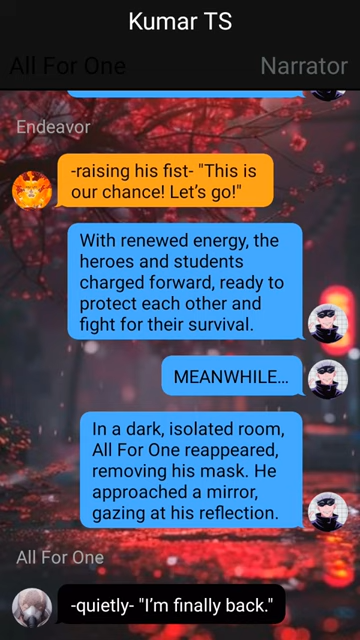 Kumar TS
All For One
Narrator
Endeavor
-raising his fist- "This is
our chance! Let’s go!"
With renewed energy, the
heroes and students
charged forward, ready to
protect each other and
fight for their survival.
MEANWHILE…
In a dark, isolated room,
All For One reappeared,
removing his mask. He
approached a mirror,
gazing at his reflection.
All For One
-quietly- "I’m finally back."